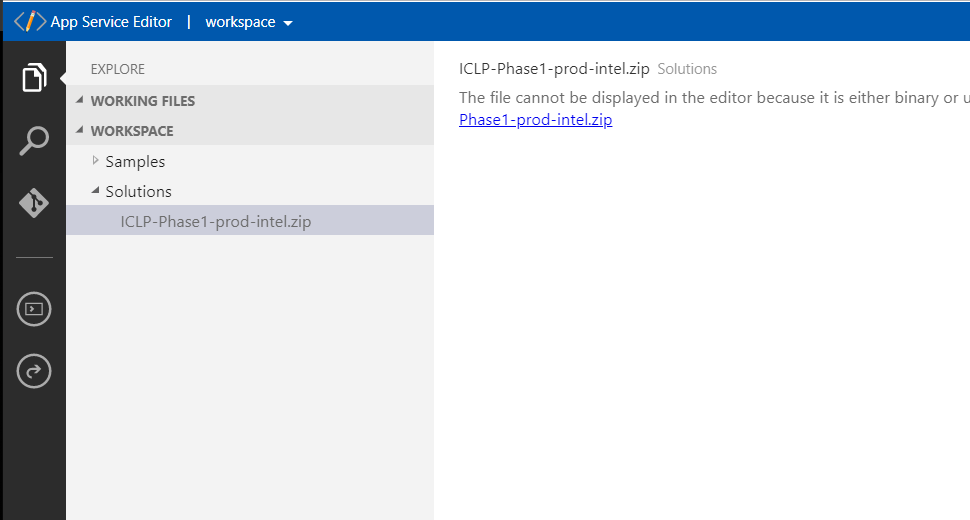 App Service Editor | workspace
EXPLORE
WORKING FILES
WORKSPACE
Samples
Solutions
ICLP-Phase1-prod-intel.zip
ICLP-Phase1-prod-intel.zip Solutions
The file cannot be displayed in the editor because it is either binary or u
Phase1-prod-intel.zip